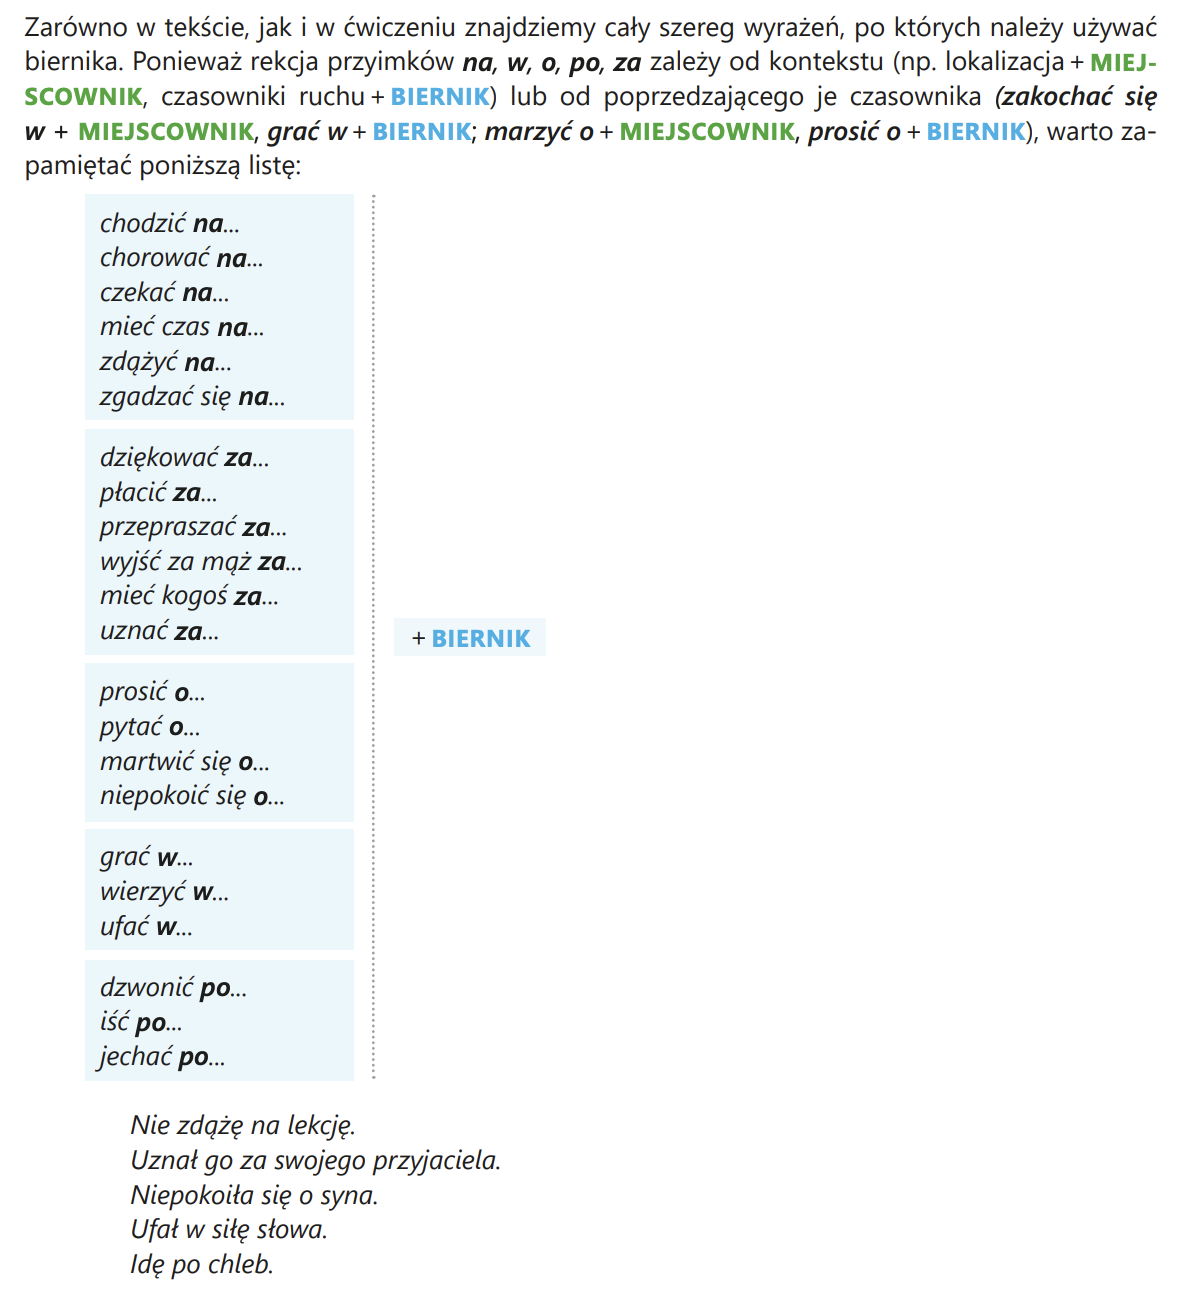 Zarówno w tekście, jak i w ćwiczeniu znajdziemy cały szereg wyrażeń, po których należy używać
biernika. Ponieważ rekcja przyimków na, w, o, po, za zależy od kontekstu (np. lokalizacja + MIEJ-
SCOWNIK, czasowniki ruchu + BIERNIK) lub od poprzedzającego je czasownika (zakochać się
w + MIEJSCOWNIK, grać w + BIERNIK; marzyć o + MIEJSCOWNIK, prosić o + BIERNIK), warto za-
pamiętać poniższą listę:
chodzić na...
chorować na...
czekać na...
mieć czas na...
zdążyć na...
zgadzać się na...
dziękować za...
płacić za...
przepraszać za...
wyjść za mąż za...
mieć kogoś za...
uznać za...
+ BIERNIK
prosić o...
pytać o...
martwić się o...
niepokoić się o...
grać w...
wierzyć w...
ufać w...
dzwonić po...
iść po...
jechać po...
Nie zdążę na lekcję.
Uznał go za swojego przyjaciela.
Niepokoiła się o syna.
Ufał w siłę słowa.
Idę po chleb.